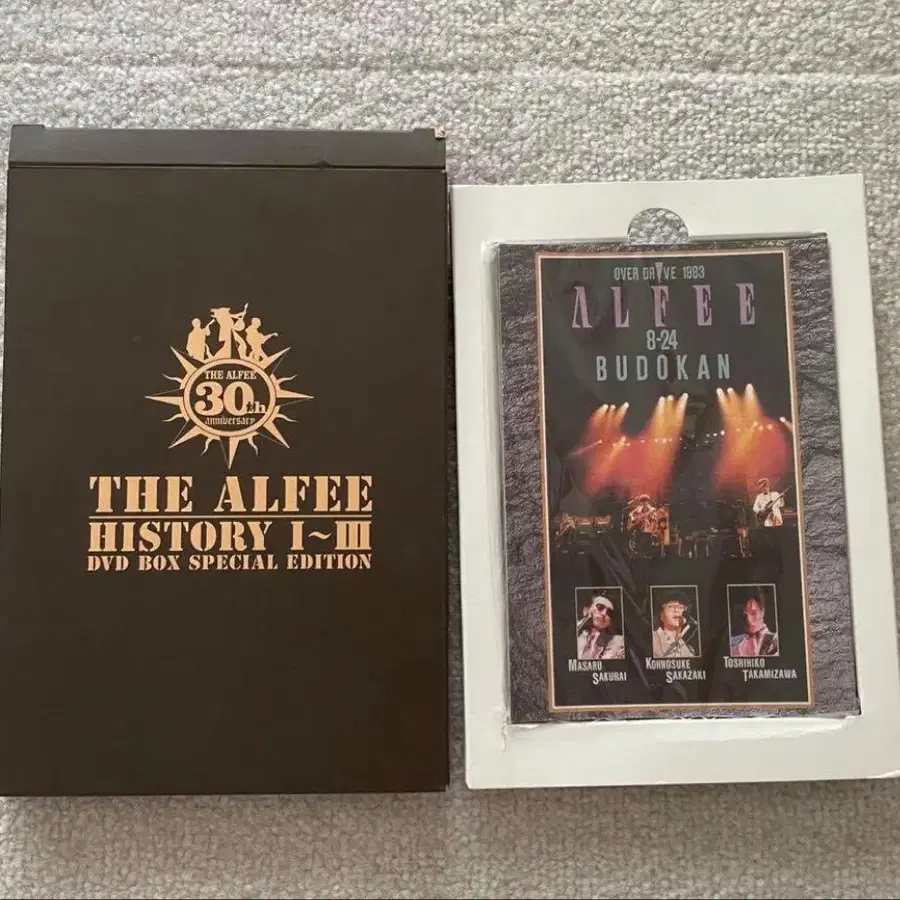 THE ALFEE
30th
anniversary
THE ALFEE
HISTORY I~III
DVD BOX SPECIAL EDITION
OVER DRIVE 1983
ALFEE
8-24
BUDOKAN
MASARU
SAKURAI
KOHNOSUKE
SAKAZAKI
TOSHIHIKO
TAKAMIZAWA